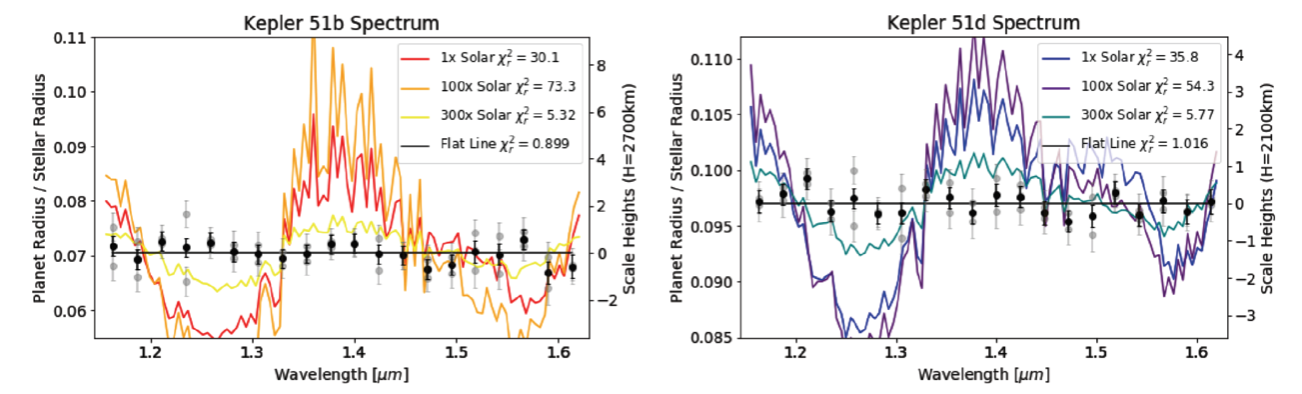 Kepler 51b Spectrum
Planet Radius / Stellar Radius
0.11
0.10
0.09
0.08
0.07
0.06
1x Solar χ²ᵣ = 30.1
100x Solar χ²ᵣ = 73.3
300x Solar χ²ᵣ = 5.32
Flat Line χ²ᵣ = 0.899
8
6
4
2
0
−2
Scale Heights (H=2700km)
1.2 1.3 1.4 1.5 1.6
Wavelength [μm]
Kepler 51d Spectrum
Planet Radius / Stellar Radius
0.110
0.105
0.100
0.095
0.090
0.085
1x Solar χ²ᵣ = 35.8
100x Solar χ²ᵣ = 54.3
300x Solar χ²ᵣ = 5.77
Flat Line χ²ᵣ = 1.016
4
3
2
1
0
−1
−2
−3
Scale Heights (H=2100km)
1.2 1.3 1.4 1.5 1.6
Wavelength [μm]